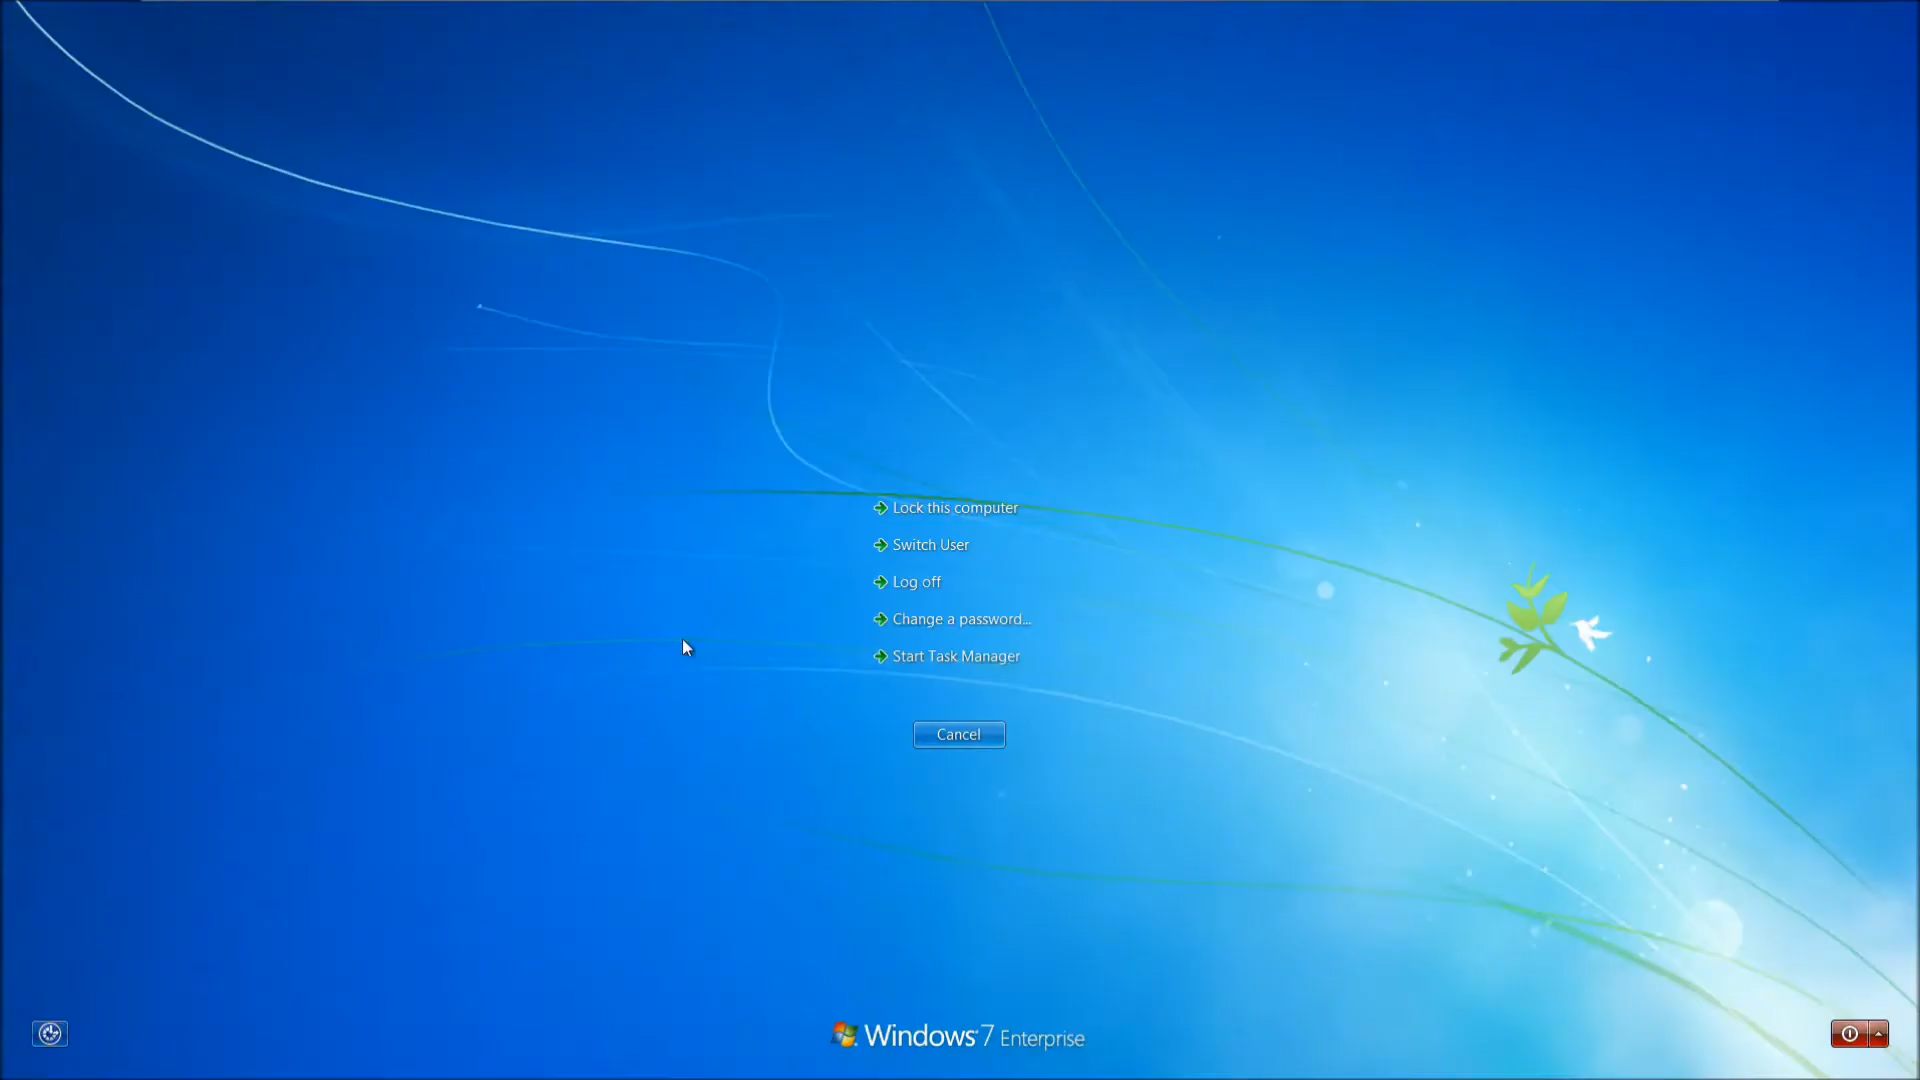 Lock this computer
Switch User
Log off
Change a password...
Start Task Manager
Cancel
Windows 7 Enterprise